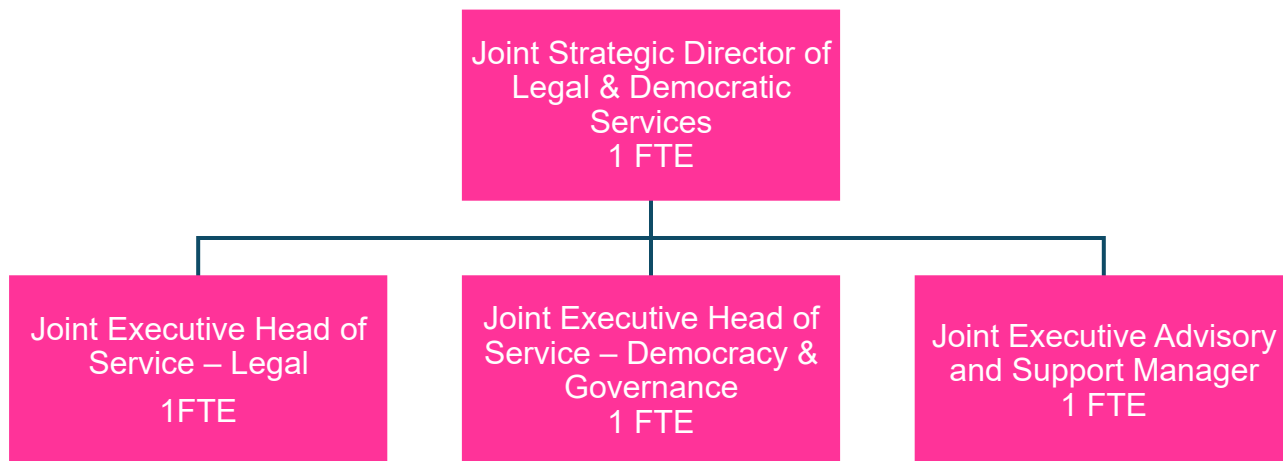 Joint Strategic Director of
Legal & Democratic
Services
1 FTE
Joint Executive Head of
Service – Legal
1FTE
Joint Executive Head of
Service – Democracy &
Governance
1 FTE
Joint Executive Advisory
and Support Manager
1 FTE